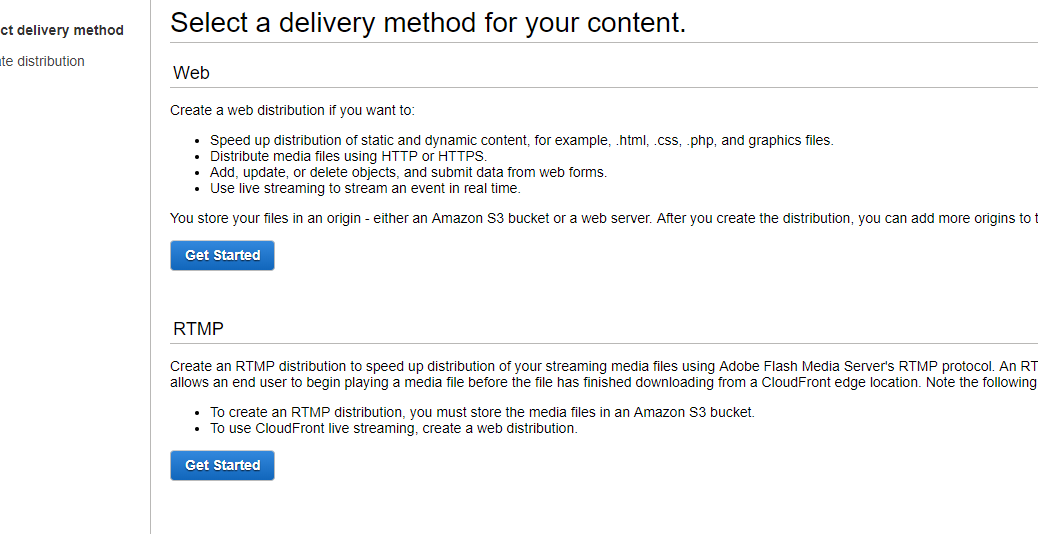 Select a delivery method for your content.
ct delivery method
te distribution
Web
Create a web distribution if you want to:
• Speed up distribution of static and dynamic content, for example, .html, .css, .php, and graphics files.
• Distribute media files using HTTP or HTTPS.
• Add, update, or delete objects, and submit data from web forms.
• Use live streaming to stream an event in real time.
You store your files in an origin - either an Amazon S3 bucket or a web server. After you create the distribution, you can add more origins to t
Get Started
RTMP
Create an RTMP distribution to speed up distribution of your streaming media files using Adobe Flash Media Server's RTMP protocol. An RT
allows an end user to begin playing a media file before the file has finished downloading from a CloudFront edge location. Note the following
• To create an RTMP distribution, you must store the media files in an Amazon S3 bucket.
• To use CloudFront live streaming, create a web distribution.
Get Started